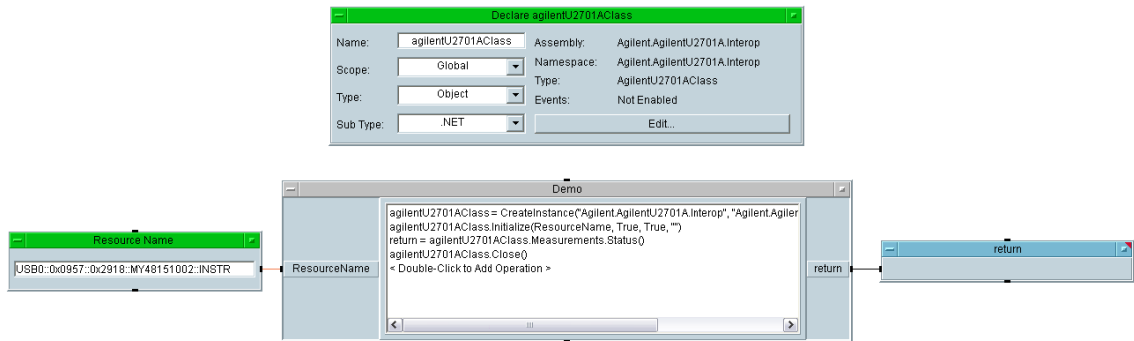 Declare agilentU2701AClass
Name: agilentU2701AClass Assembly: Agilent.AgilentU2701A.Interop
Scope: Global Namespace: Agilent.AgilentU2701A.Interop
Type: Object Type: AgilentU2701AClass
Events: Not Enabled
Sub Type: .NET Edit...
Demo
Resource Name
USB0::0x0957::0x2918::MY48151002::INSTR
ResourceName
agilentU2701AClass = CreateInstance("Agilent.AgilentU2701A.Interop", "Agilent.Agiler
agilentU2701AClass.Initialize(ResourceName, True, True, "")
return = agilentU2701AClass.Measurements.Status()
agilentU2701AClass.Close()
< Double-Click to Add Operation >
return
return